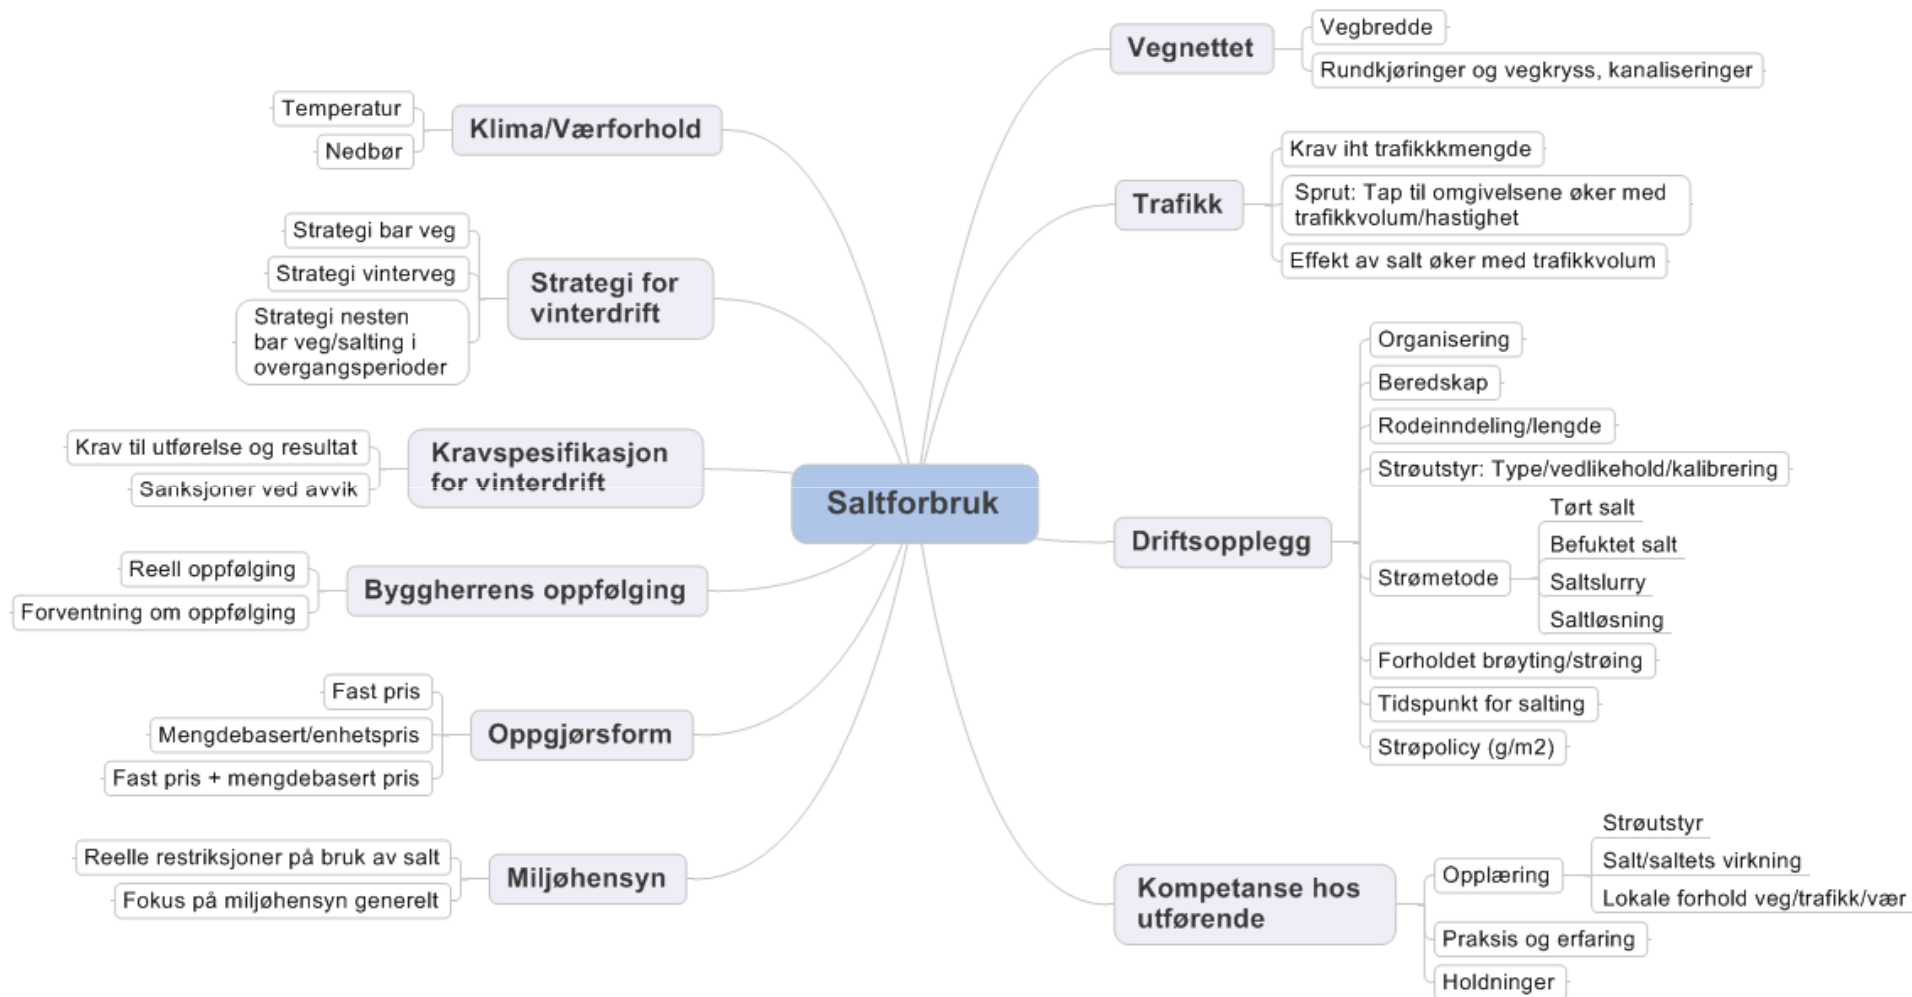 Saltforbruk
Klima/Værforhold
Temperatur
Nedbør
Strategi for
vinterdrift
Strategi bar veg
Strategi vinterveg
Strategi nesten
bar veg/salting i
overgangsperioder
Kravspesifikasjon
for vinterdrift
Krav til utførelse og resultat
Sanksjoner ved avvik
Byggherrens oppfølging
Reell oppfølging
Forventning om oppfølging
Oppgjørsform
Fast pris
Mengdebasert/enhetspris
Fast pris + mengdebasert pris
Miljøhensyn
Reelle restriksjoner på bruk av salt
Fokus på miljøhensyn generelt
Vegnettet
Vegbredde
Rundkjøringer og vegkryss, kanaliseringer
Trafikk
Krav iht trafikkkmengde
Sprut: Tap til omgivelsene øker med
trafikkvolum/hastighet
Effekt av salt øker med trafikkvolum
Driftsopplegg
Organisering
Beredskap
Rodeinndeling/lengde
Strøutstyr: Type/vedlikehold/kalibrering
Strømetode
Tørt salt
Befuktet salt
Saltslurry
Saltløsning
Forholdet brøyting/strøing
Tidspunkt for salting
Strøpolicy (g/m2)
Kompetanse hos
utførende
Opplæring
Strøutstyr
Salt/saltets virkning
Lokale forhold veg/trafikk/vær
Praksis og erfaring
Holdninger